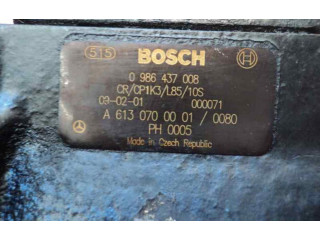 515 BOSCH
0 986 437 008
CR/CP1K3/L85/10S
09-02-01 000071
A 613 070 00 01 / 0080
PH 0005
Made in Czech Republic